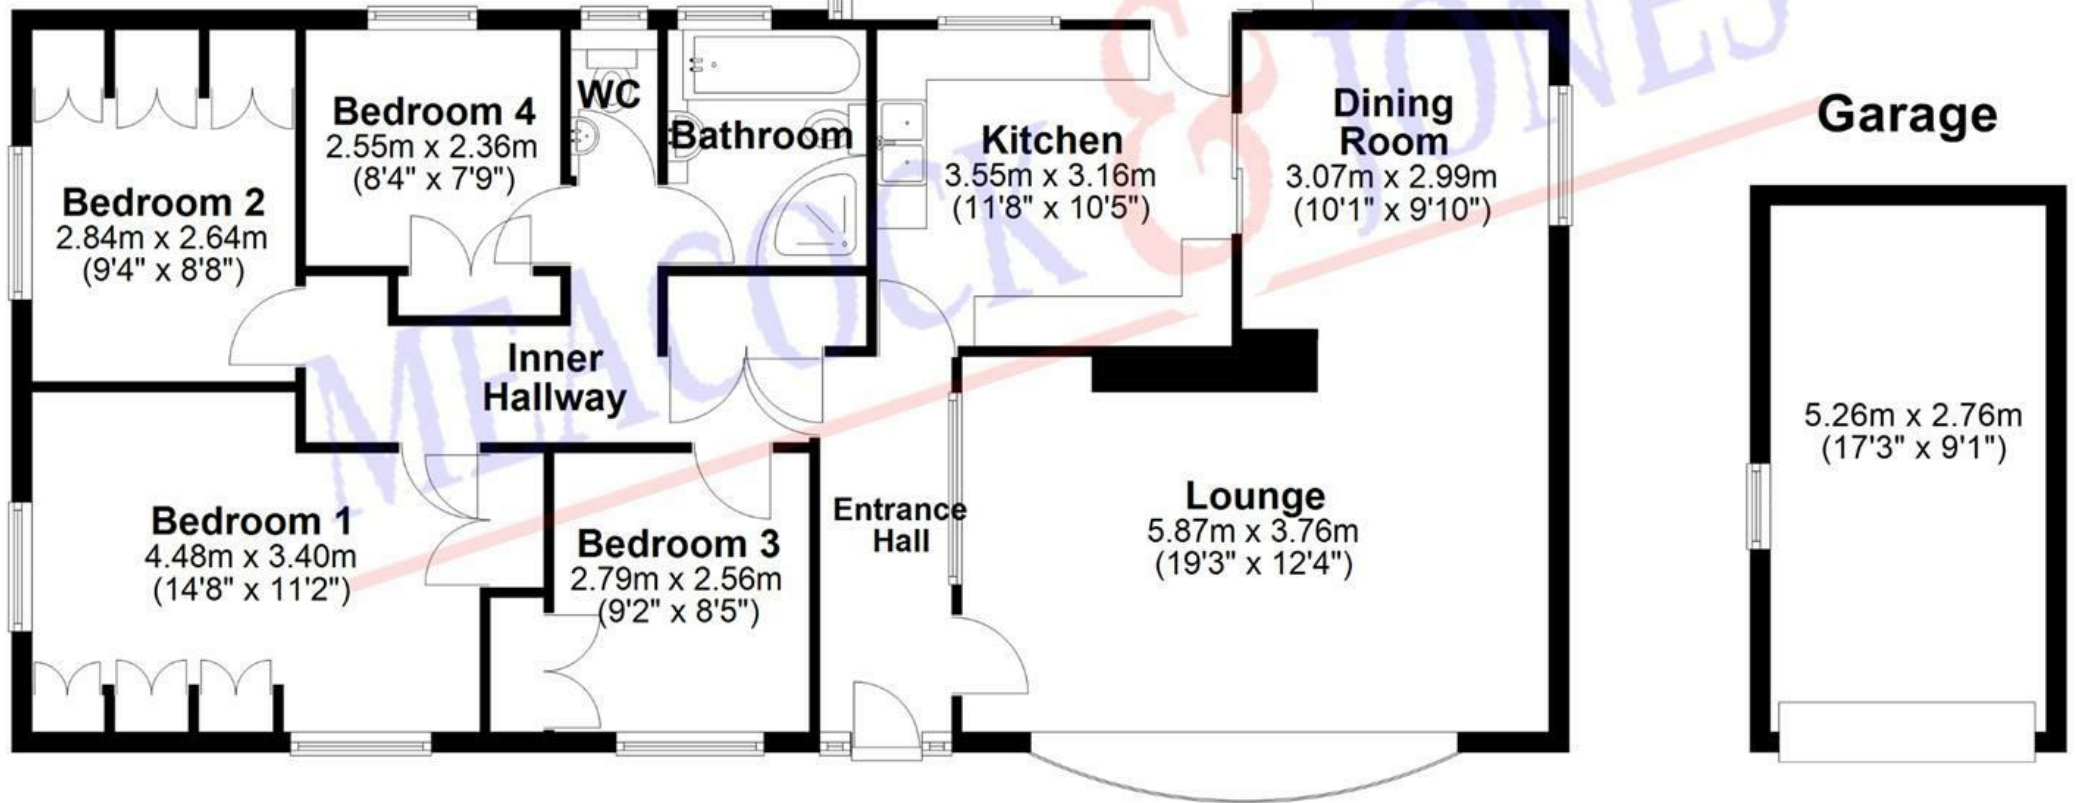 Bedroom 2
2.84m x 2.64m
(9'4" x 8'8")
Bedroom 4
2.55m x 2.36m
(8'4" x 7'9")
WC
Bathroom
Kitchen
3.55m x 3.16m
(11'8" x 10'5")
Dining
Room
3.07m x 2.99m
(10'1" x 9'10")
Garage
5.26m x 2.76m
(17'3" x 9'1")
Inner
Hallway
Bedroom 1
4.48m x 3.40m
(14'8" x 11'2")
Bedroom 3
2.79m x 2.56m
(9'2" x 8'5")
Entrance
Hall
Lounge
5.87m x 3.76m
(19'3" x 12'4")
MEACOCK & JONES